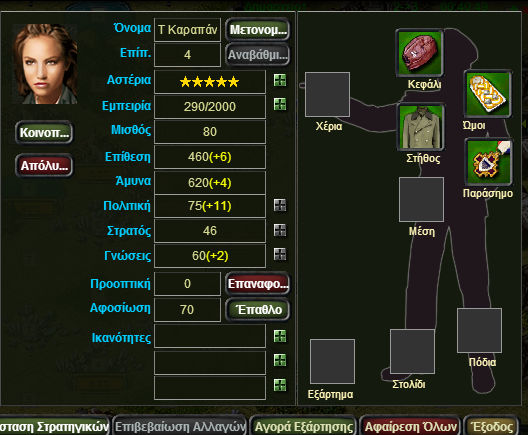 Όνομα Τ Καραπάν Μετονομ...
Επίπ. 4 Αναβάθμι...
Αστέρια
Εμπειρία 290/2000
Κοινοπ... Μισθός 80
Απόλυ... Επίθεση 460(+6)
Άμυνα 620(+4)
Πολιτική 75(+11)
Στρατός 46
Γνώσεις 60(+2)
Προοπτική 0 Επαναφο...
Αφοσίωση 70 Έπαθλο
Ικανότητες
Κεφάλι
Χέρια
Ώμοι
Στήθος
Παράσημο
Μέση
Πόδια
Στολίδι
Εξάρτημα
σταση Στρατηγικών Επιβεβαίωση Αλλαγών Αγορά Εξάρτησης Αφαίρεση Όλων Έξοδος